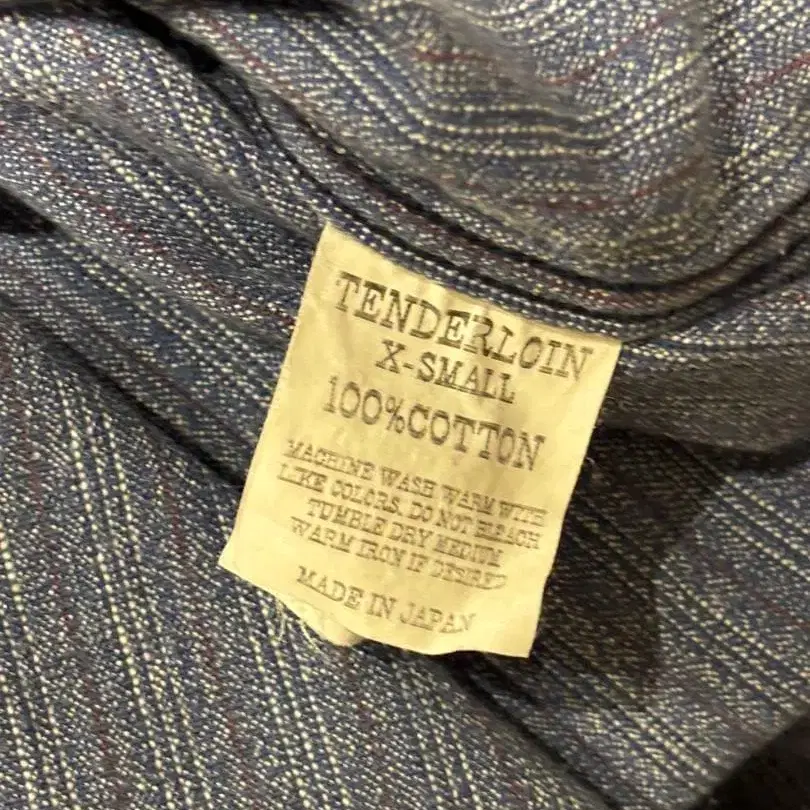 TENDERLOIN
X-SMALL
100%COTTON
MACHINE WASH WARM WITH
LIKE COLORS. DO NOT BLEACH
TUMBLE DRY MEDIUM
WARM IRON IF DESIRED
MADE IN JAPAN